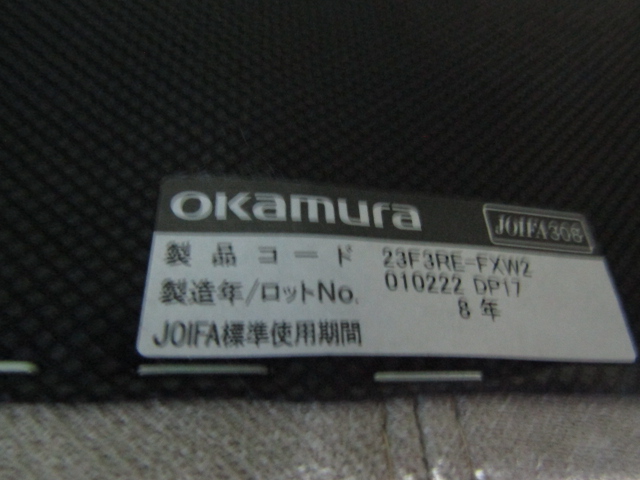 okamura
JOIFA308
製品コード 23F3RE-FXW2
製造年/ロットNo. 010222 DP17
JOIFA標準使用期間 8年